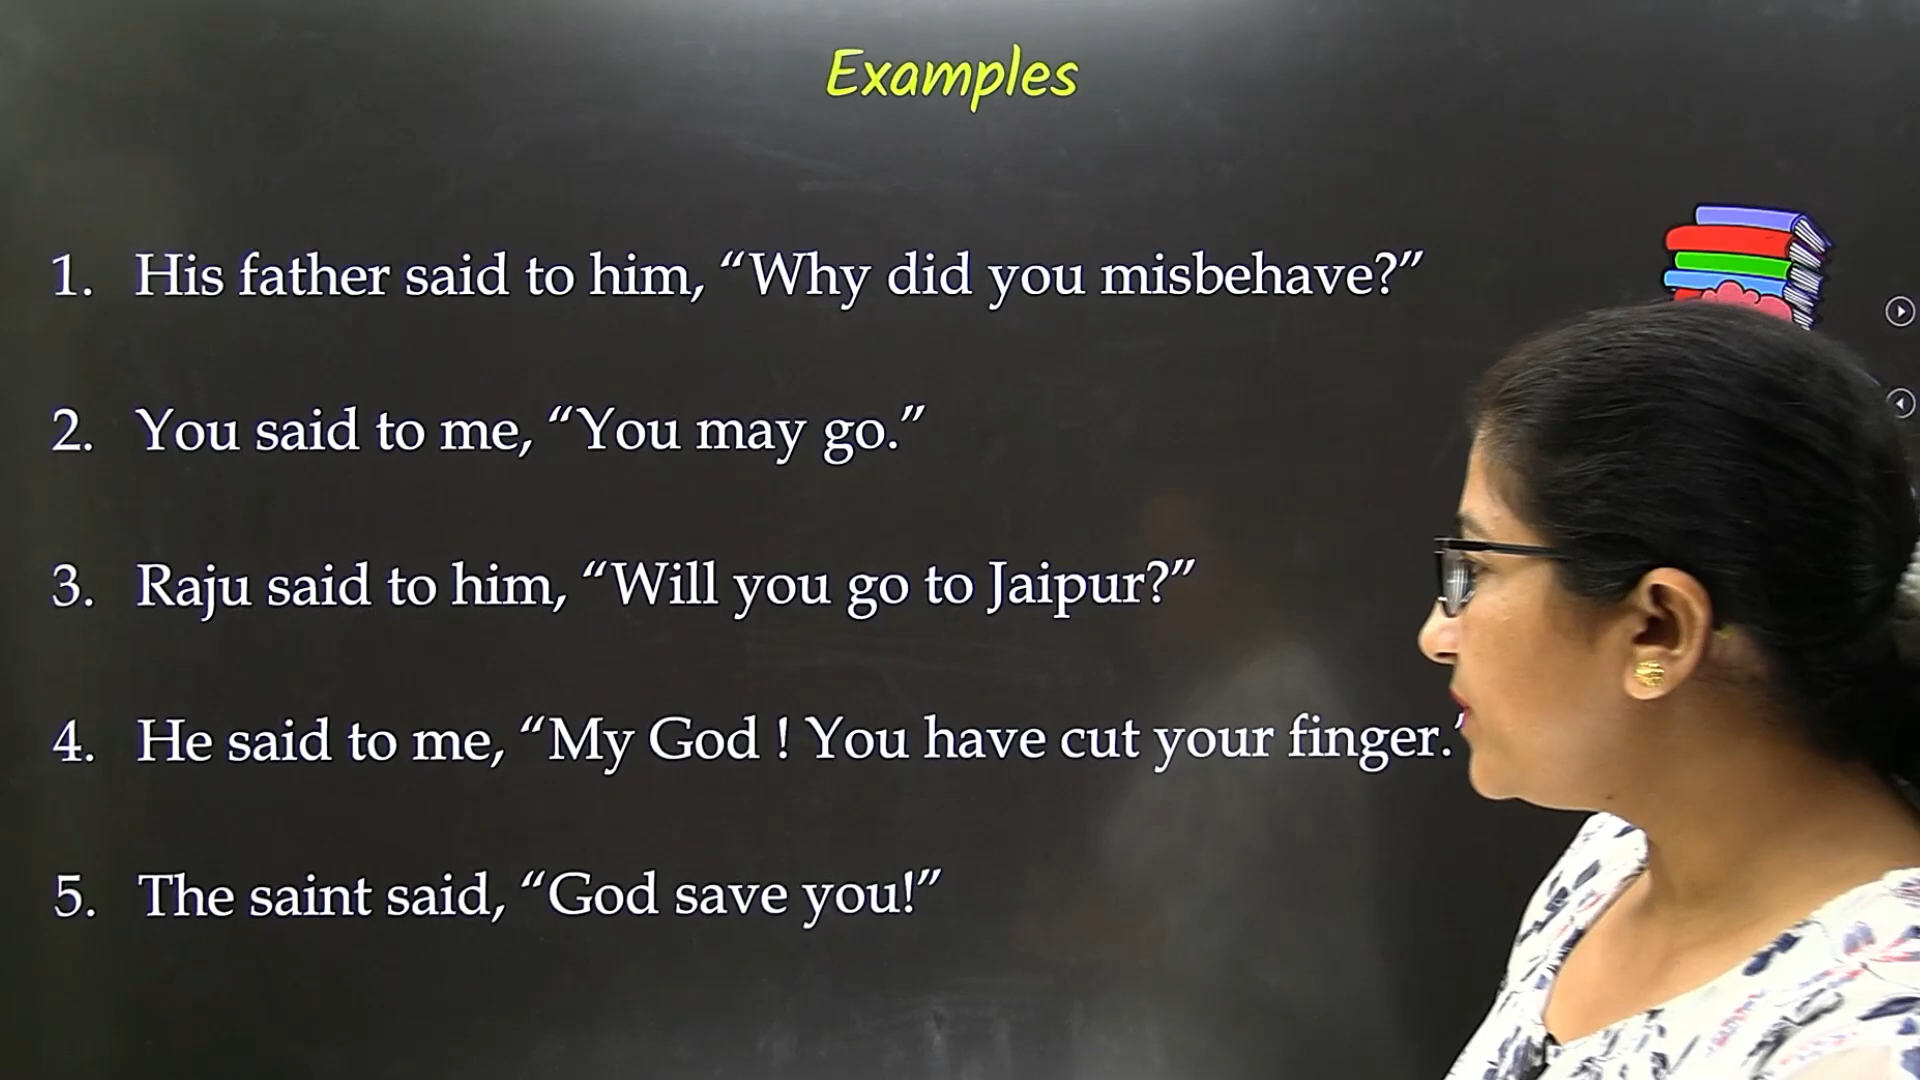 Examples
1. His father said to him, “Why did you misbehave?”
2. You said to me, “You may go.”
3. Raju said to him, “Will you go to Jaipur?”
4. He said to me, “My God ! You have cut your finger.”
5. The saint said, “God save you!”